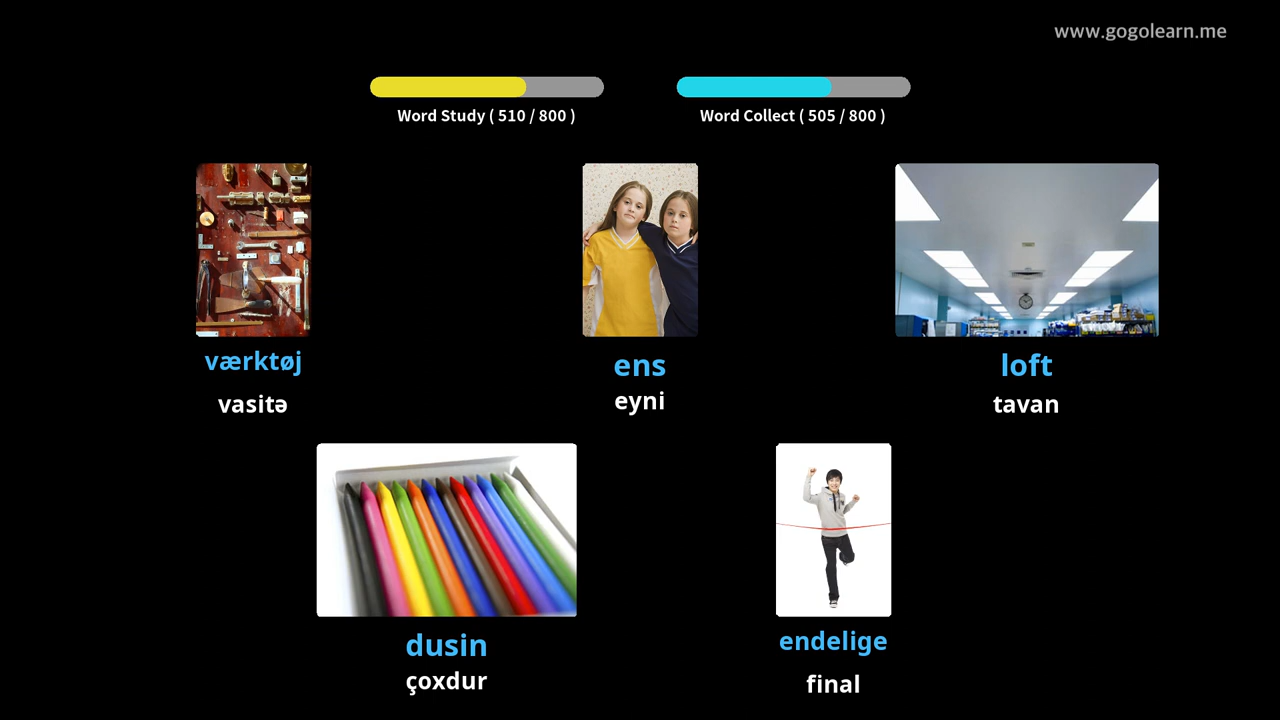 www.gogolearn.me
Word Study ( 510 / 800 )
Word Collect ( 505 / 800 )
værktøj
ens
loft
vasitə
eyni
tavan
dusin
endelige
çoxdur
final